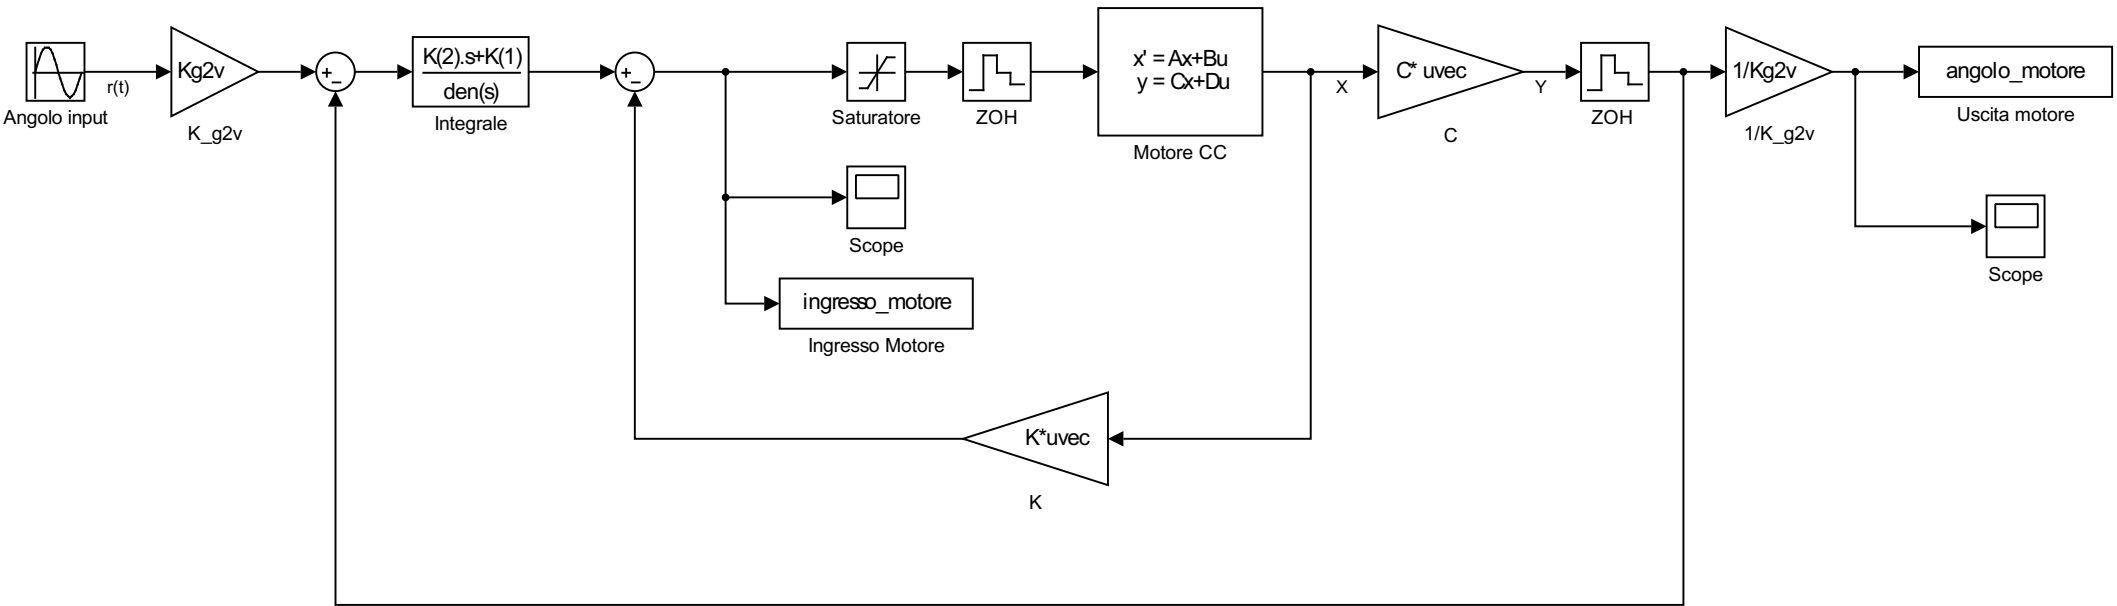 Angolo input
r(t)
Kg2v
K_g2v
+
−
K(2).s+K(1)
den(s)
Integrale
+
−
Saturatore
ZOH
x' = Ax+Bu
y = Cx+Du
Motore CC
X
C* uvec
C
Y
ZOH
1/Kg2v
1/K_g2v
angolo_motore
Uscita motore
Scope
ingresso_motore
Ingresso Motore
Scope
K*uvec
K